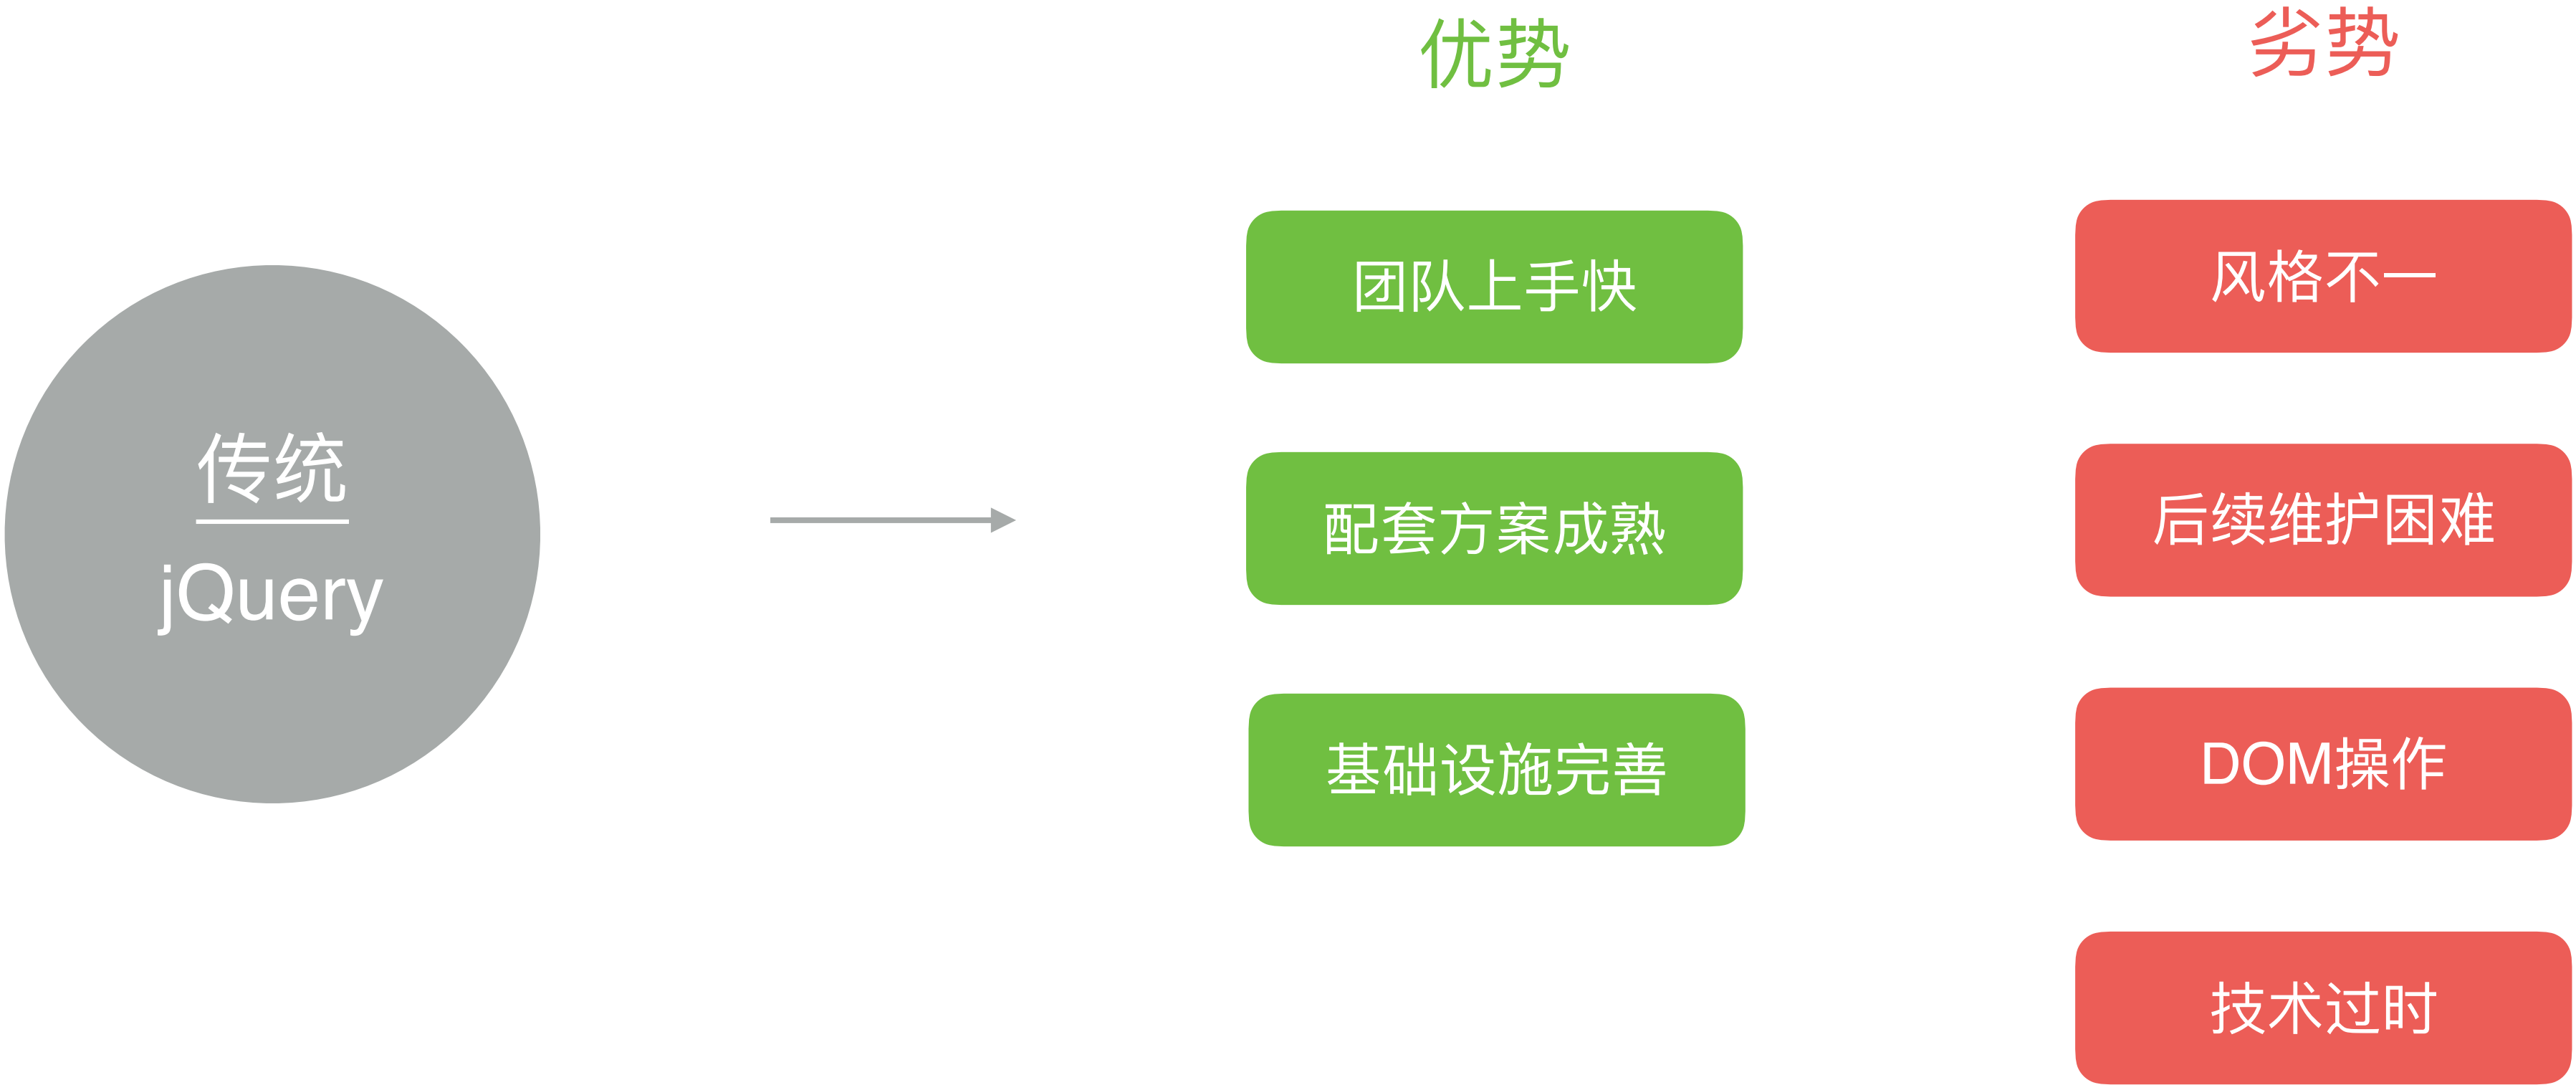 传统
jQuery
优势
团队上手快
配套方案成熟
基础设施完善
劣势
风格不一
后续维护困难
DOM操作
技术过时